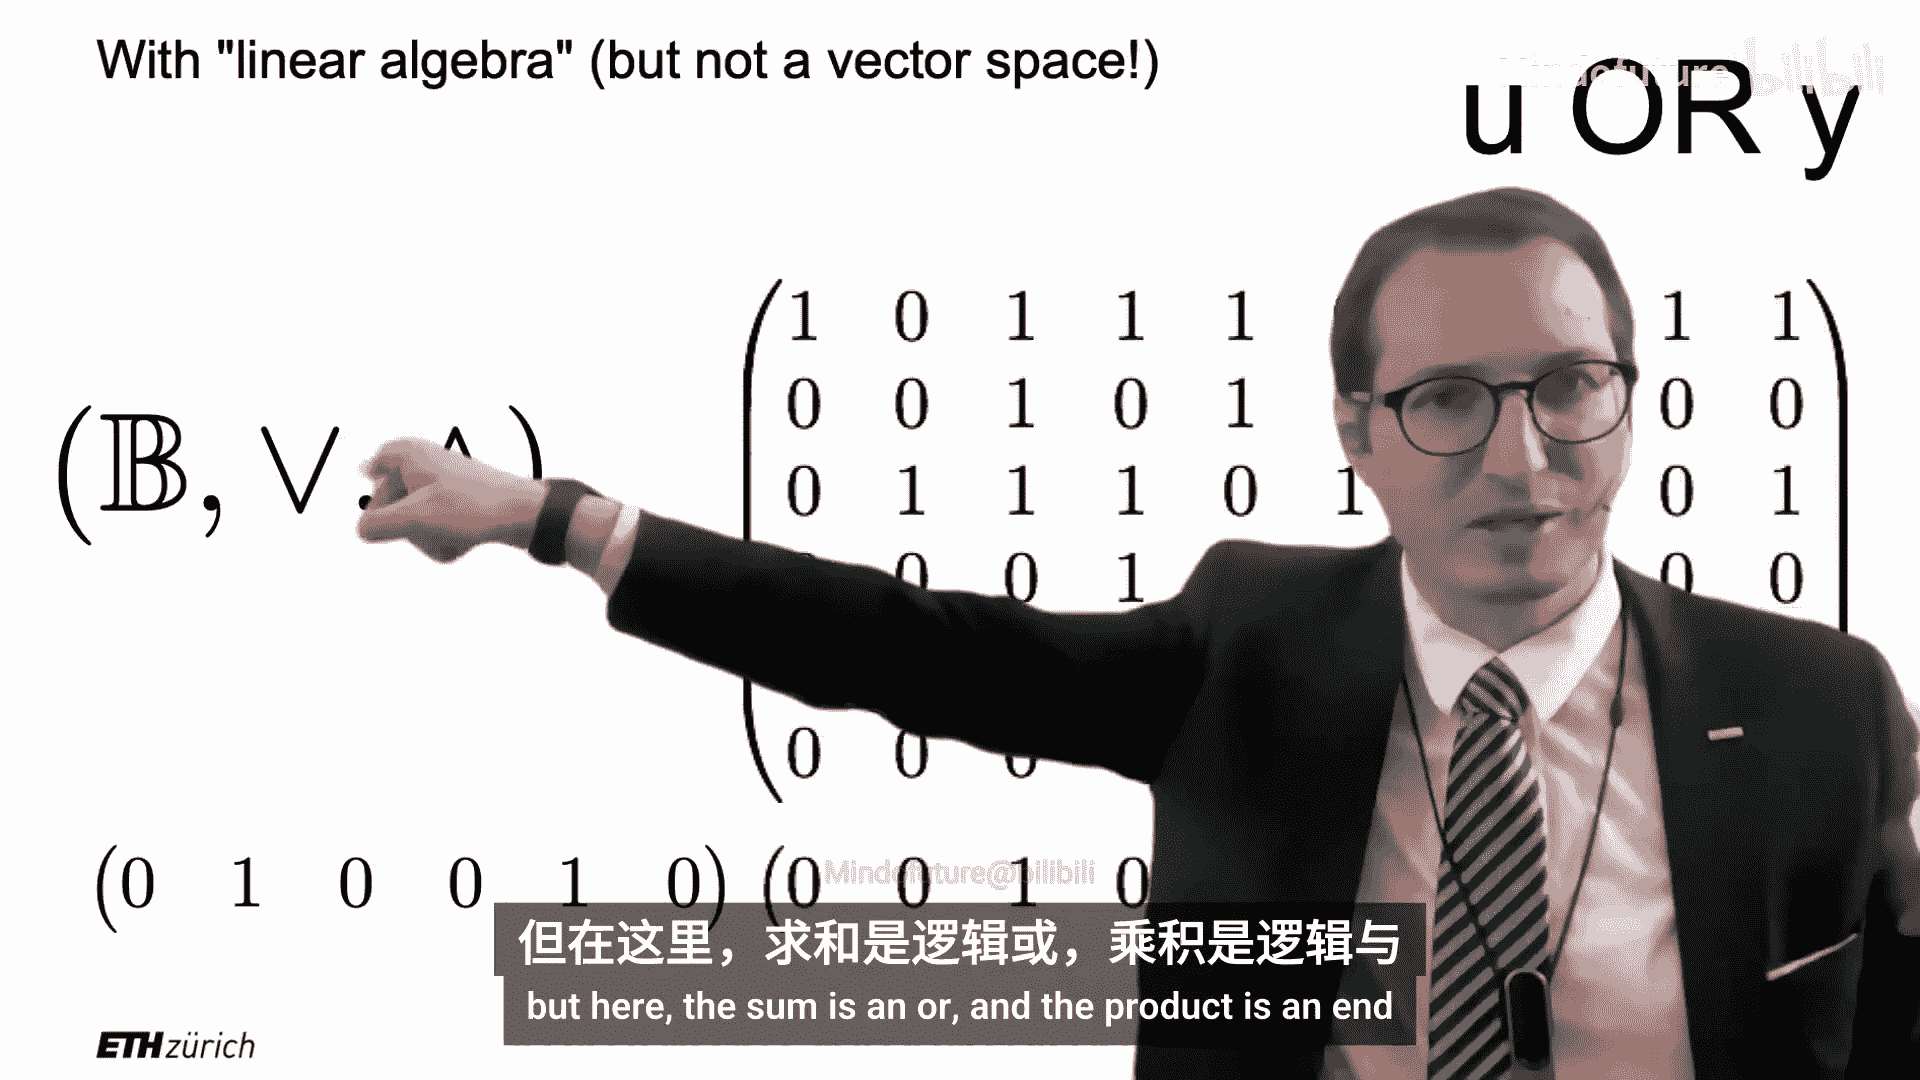 With "linear algebra" (but not a vector space!)
u OR y
1 0 1 1 1 1 1
0 0 1 0 1 0 0
(𝔹, ∨, ∧)
0 1 1 1 0 1 0 1
0 0 1 0 0
0 0 0
(0 1 0 0 1 0) (0 0 1 0
Mindofuture@bilibili
但在这里，求和是逻辑或，乘积是逻辑与
but here, the sum is an or, and the product is an end
ETH zürich